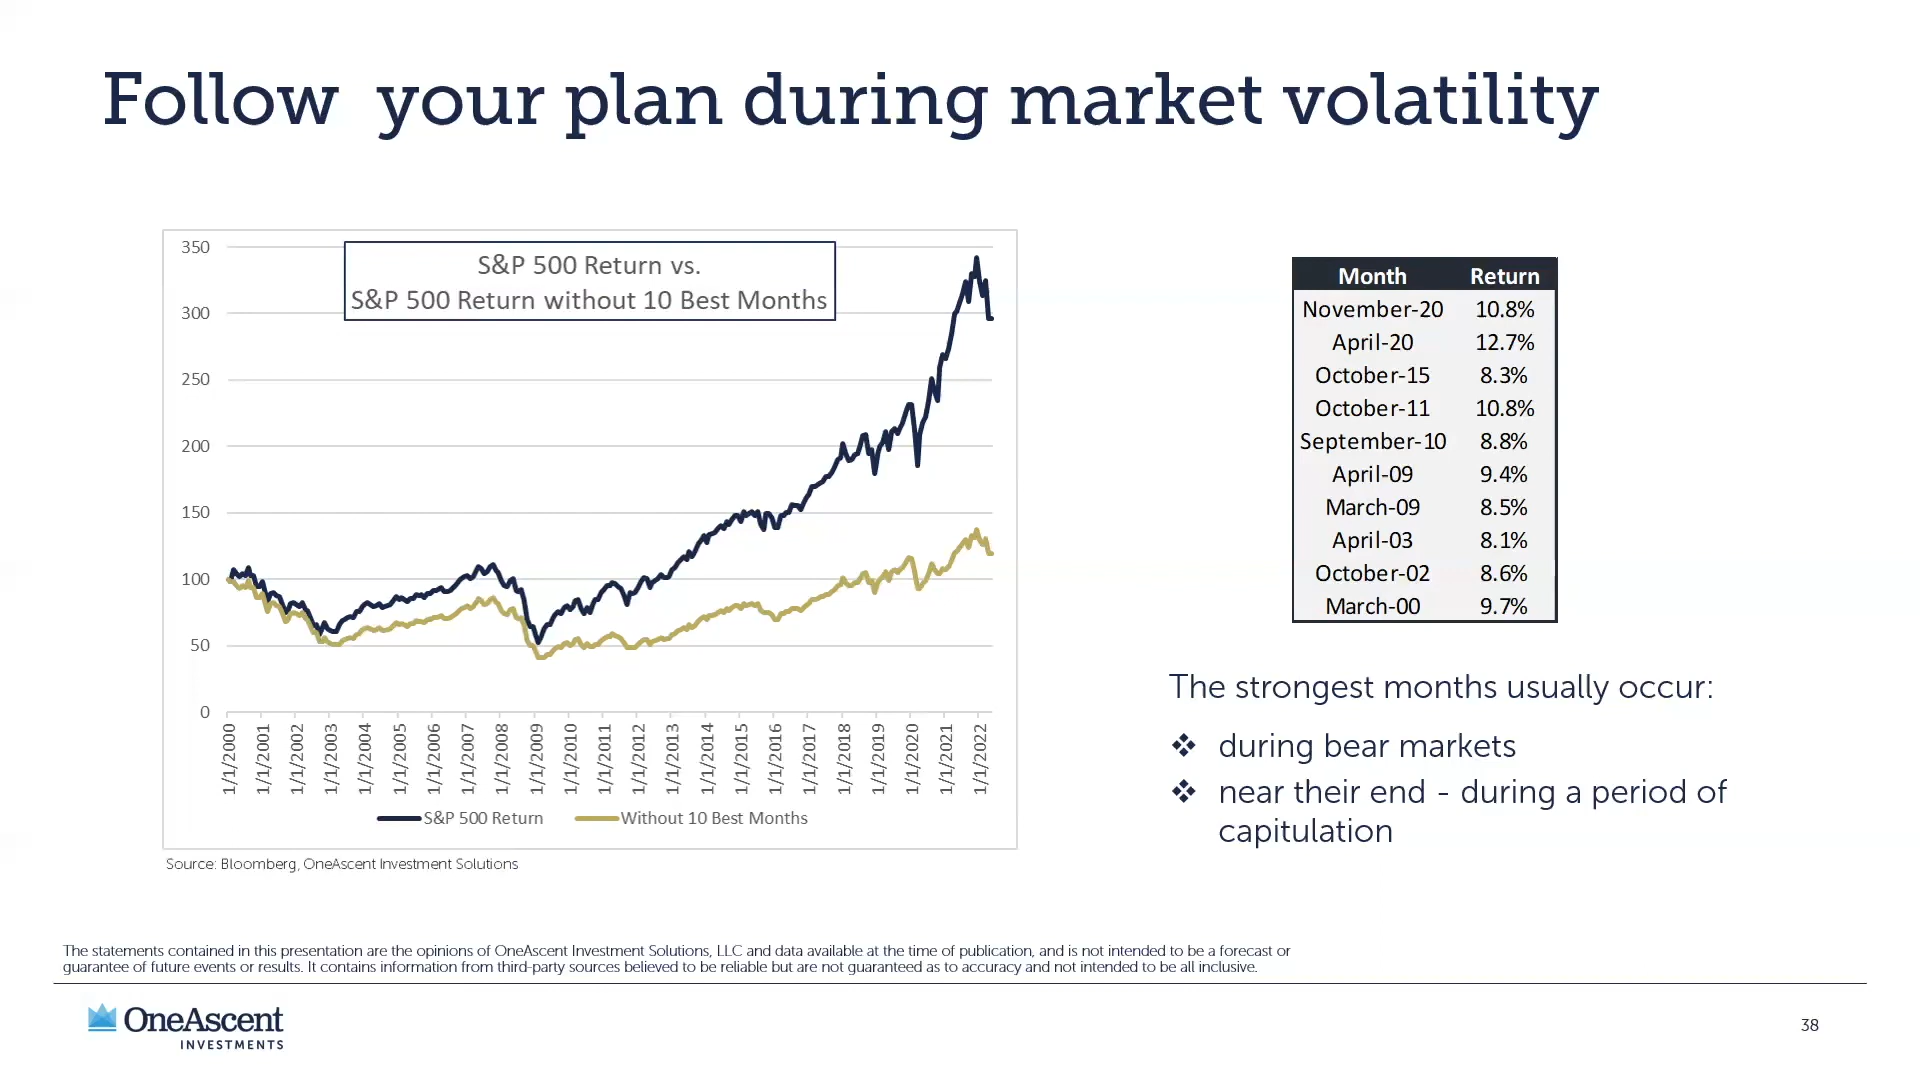 Follow  your plan during market volatility
S&P 500 Return vs.
S&P 500 Return without 10 Best Months
350
300
250
200
150
100
50
0
1/1/2000
1/1/2001
1/1/2002
1/1/2003
1/1/2004
1/1/2005
1/1/2006
1/1/2007
1/1/2008
1/1/2009
1/1/2010
1/1/2011
1/1/2012
1/1/2013
1/1/2014
1/1/2015
1/1/2016
1/1/2017
1/1/2018
1/1/2019
1/1/2020
1/1/2021
1/1/2022
S&P 500 Return Without 10 Best Months
Source: Bloomberg, OneAscent Investment Solutions
Month Return
November-20 10.8%
April-20 12.7%
October-15 8.3%
October-11 10.8%
September-10 8.8%
April-09 9.4%
March-09 8.5%
April-03 8.1%
October-02 8.6%
March-00 9.7%
The strongest months usually occur:
❖ during bear markets
❖ near their end - during a period of
capitulation
The statements contained in this presentation are the opinions of OneAscent Investment Solutions, LLC and data available at the time of publication, and is not intended to be a forecast or
guarantee of future events or results. It contains information from third-party sources believed to be reliable but are not guaranteed as to accuracy and not intended to be all inclusive.
OneAscent
INVESTMENTS
38